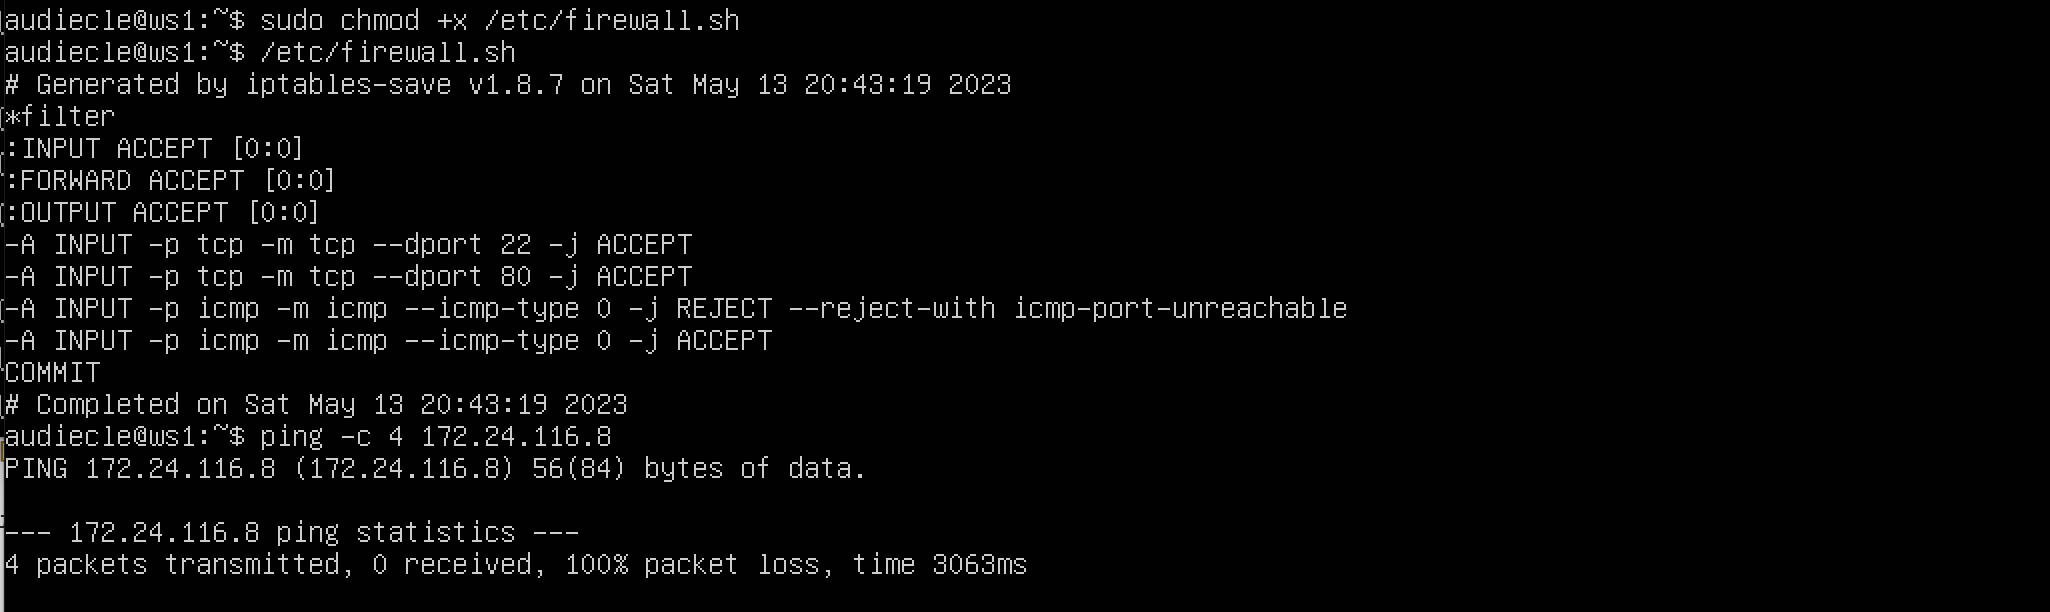 audiecle@ws1:~$ sudo chmod +x /etc/firewall.sh
audiecle@ws1:~$ /etc/firewall.sh
# Generated by iptables-save v1.8.7 on Sat May 13 20:43:19 2023
*filter
:INPUT ACCEPT [0:0]
:FORWARD ACCEPT [0:0]
:OUTPUT ACCEPT [0:0]
-A INPUT -p tcp -m tcp --dport 22 -j ACCEPT
-A INPUT -p tcp -m tcp --dport 80 -j ACCEPT
-A INPUT -p icmp -m icmp --icmp-type 0 -j REJECT --reject-with icmp-port-unreachable
-A INPUT -p icmp -m icmp --icmp-type 0 -j ACCEPT
COMMIT
# Completed on Sat May 13 20:43:19 2023
audiecle@ws1:~$ ping -c 4 172.24.116.8
PING 172.24.116.8 (172.24.116.8) 56(84) bytes of data.
--- 172.24.116.8 ping statistics ---
4 packets transmitted, 0 received, 100% packet loss, time 3063ms